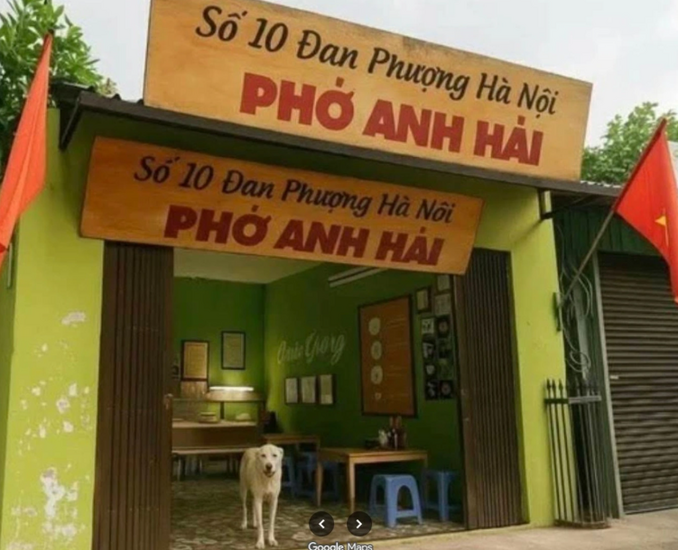 Số 10 Đan Phượng Hà Nội
PHỞ ANH HẢI
Số 10 Đan Phượng Hà Nôi
PHỞ ANH HẢI
Google Maps